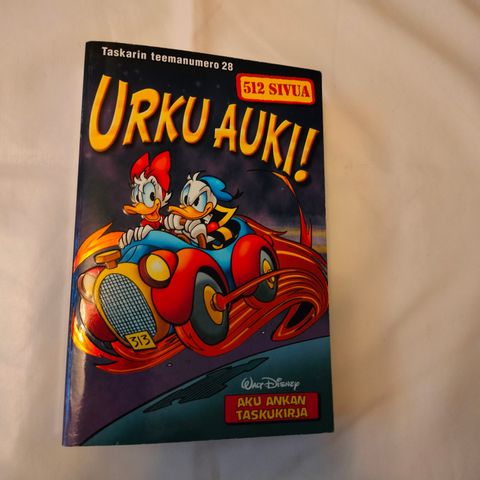 Taskarin teemanumero 28
512 SIVUA
URKU AUKI!
313
WALT DISNEY
AKU ANKAN
TASKUKIRJA